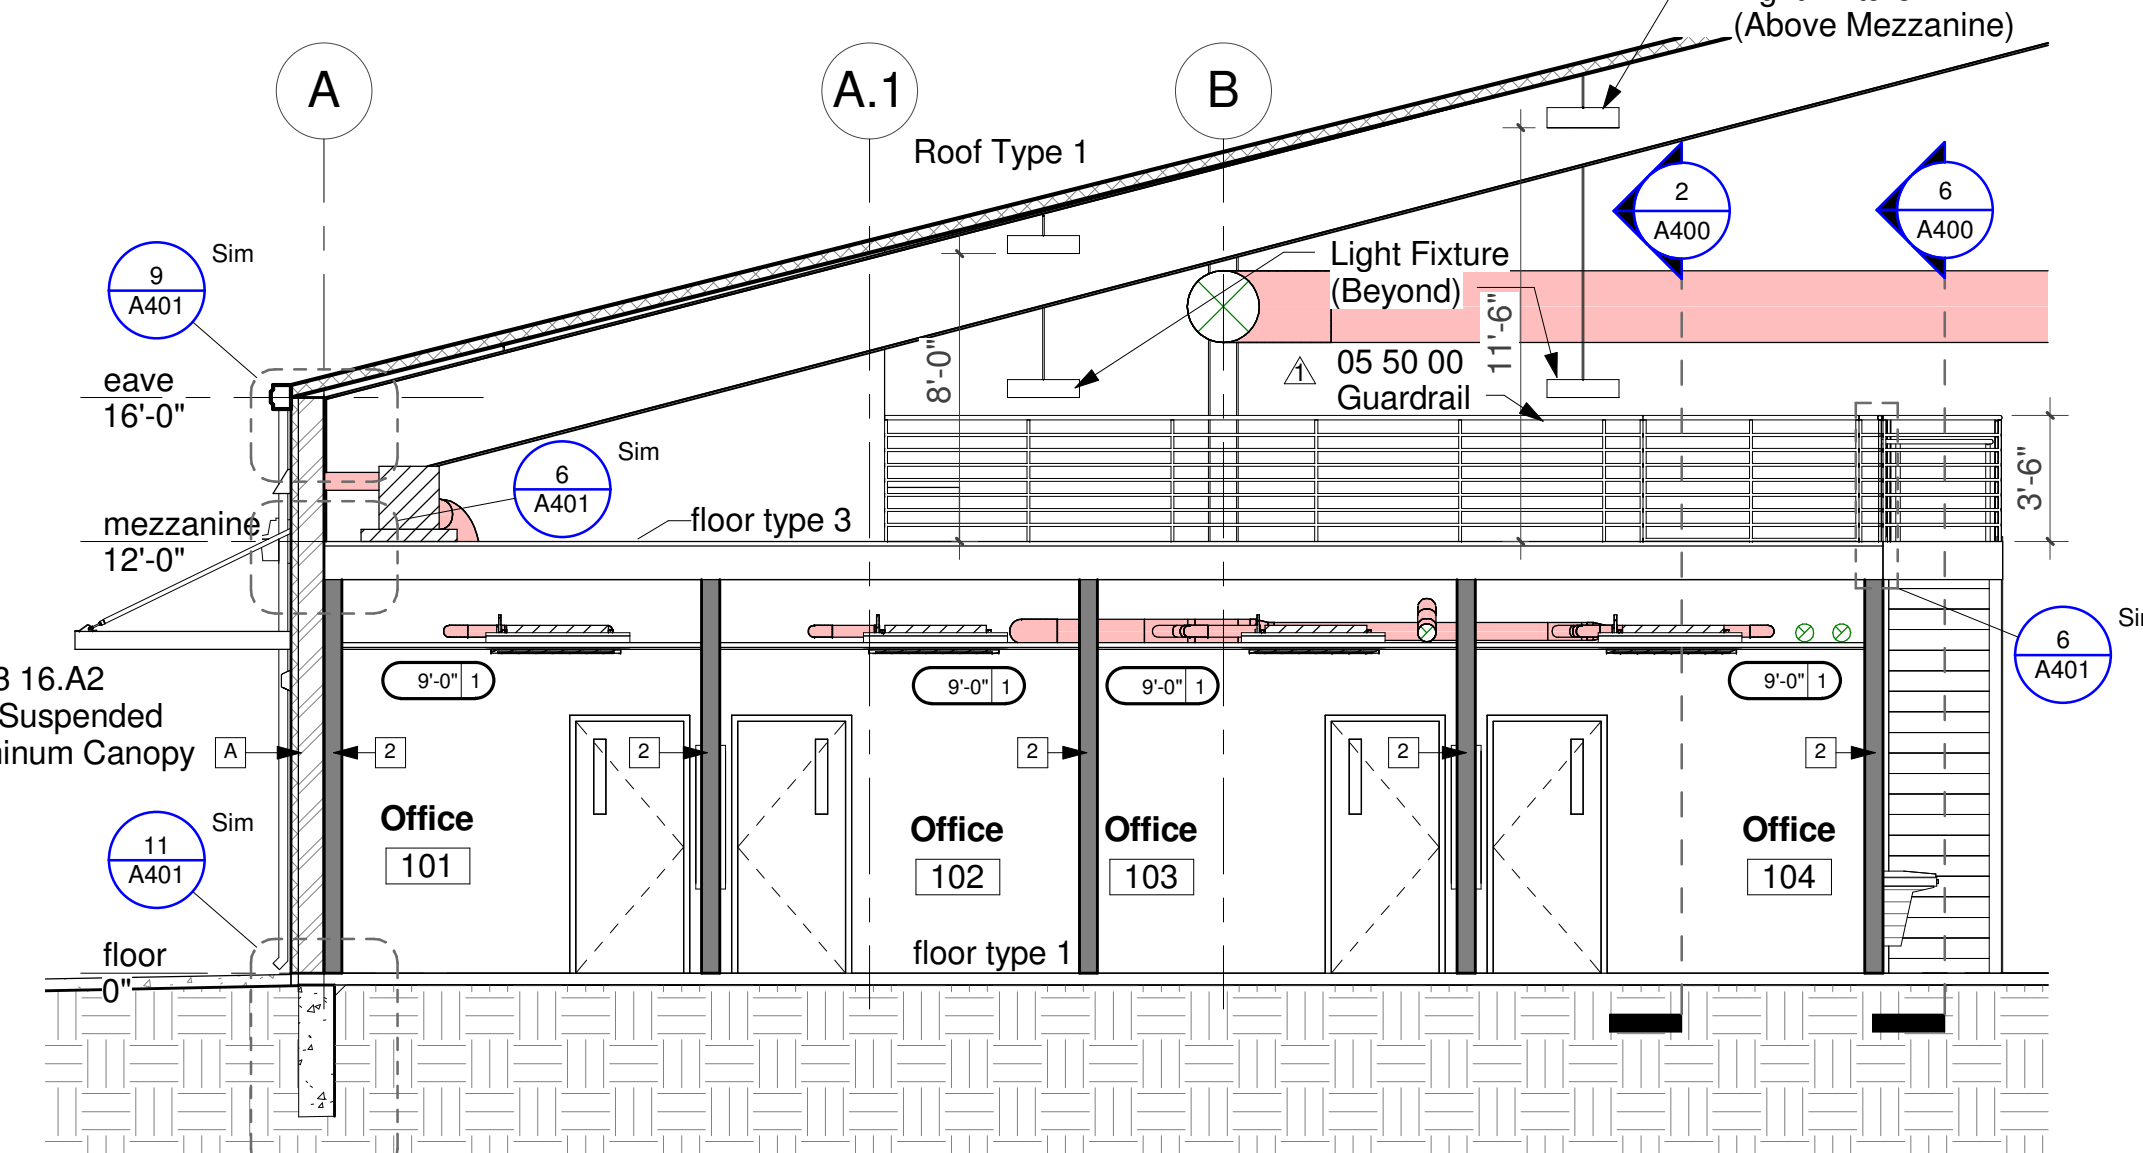 (Above Mezzanine)
A
A.1
B
Roof Type 1
2
A400
6
A400
9
A401
Sim
Light Fixture
(Beyond)
11'-6"
8'-0"
1
05 50 00
Guardrail
eave
16'-0"
6
A401
Sim
3'-6"
mezzanine
12'-0"
floor type 3
6
A401
9'-0" 1
9'-0" 1
9'-0" 1
9'-0" 1
16.A2
Suspended
Canopy
A
2
2
2
2
2
Office
101
Office
102
Office
103
Office
104
11
A401
Sim
floor
0"
floor type 1